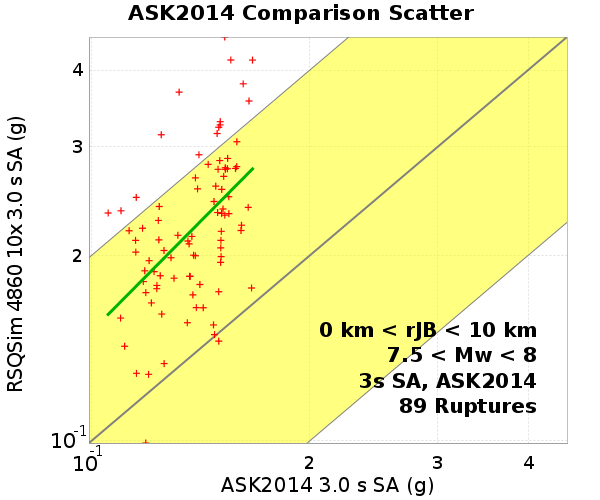 ASK2014 Comparison Scatter
RSQSim 4860 10x 3.0 s SA (g)
4
3
2
10-1
0 km < rJB < 10 km
7.5 < Mw < 8
3s SA, ASK2014
89 Ruptures
10-1 2 3 4
ASK2014 3.0 s SA (g)